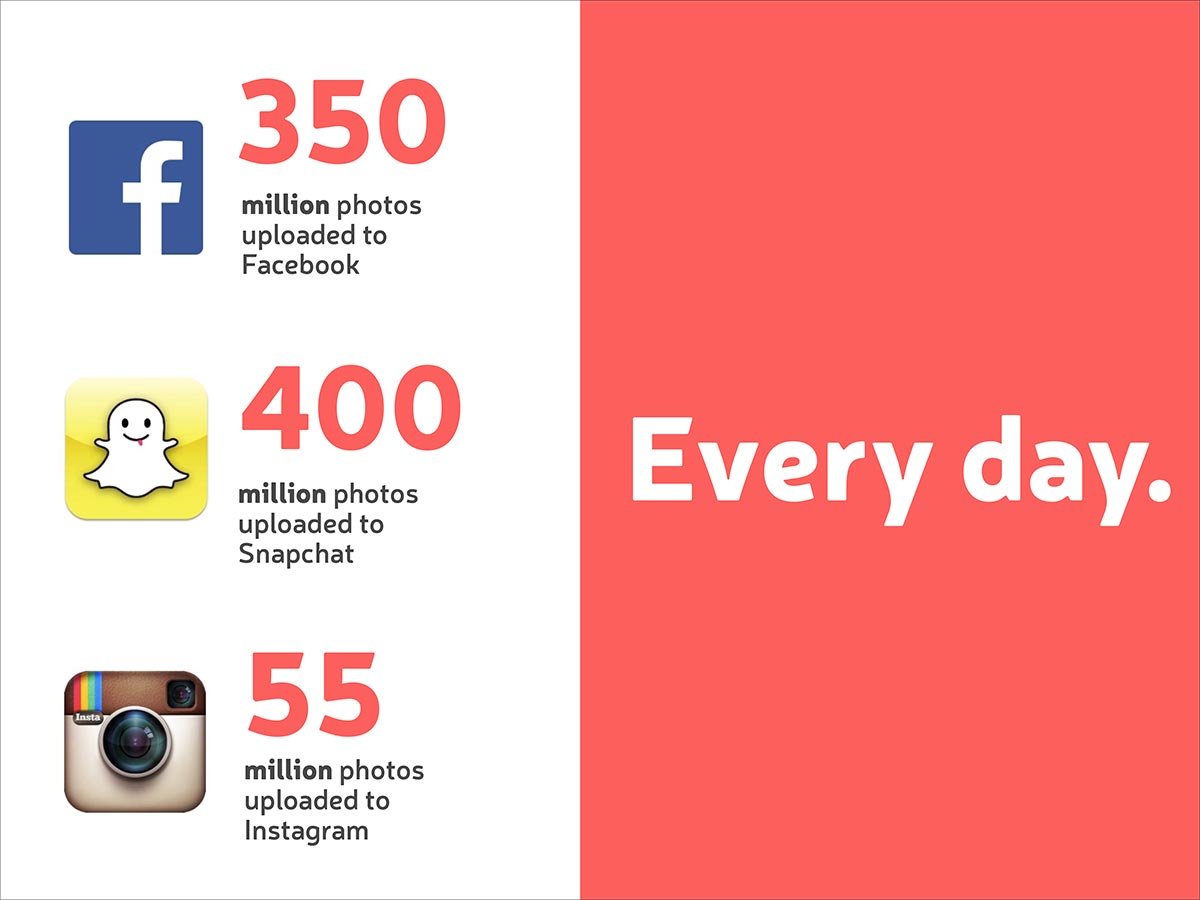 350
million photos
uploaded to
Facebook
400
million photos
uploaded to
Snapchat
Insta
55
million photos
uploaded to
Instagram
Every day.